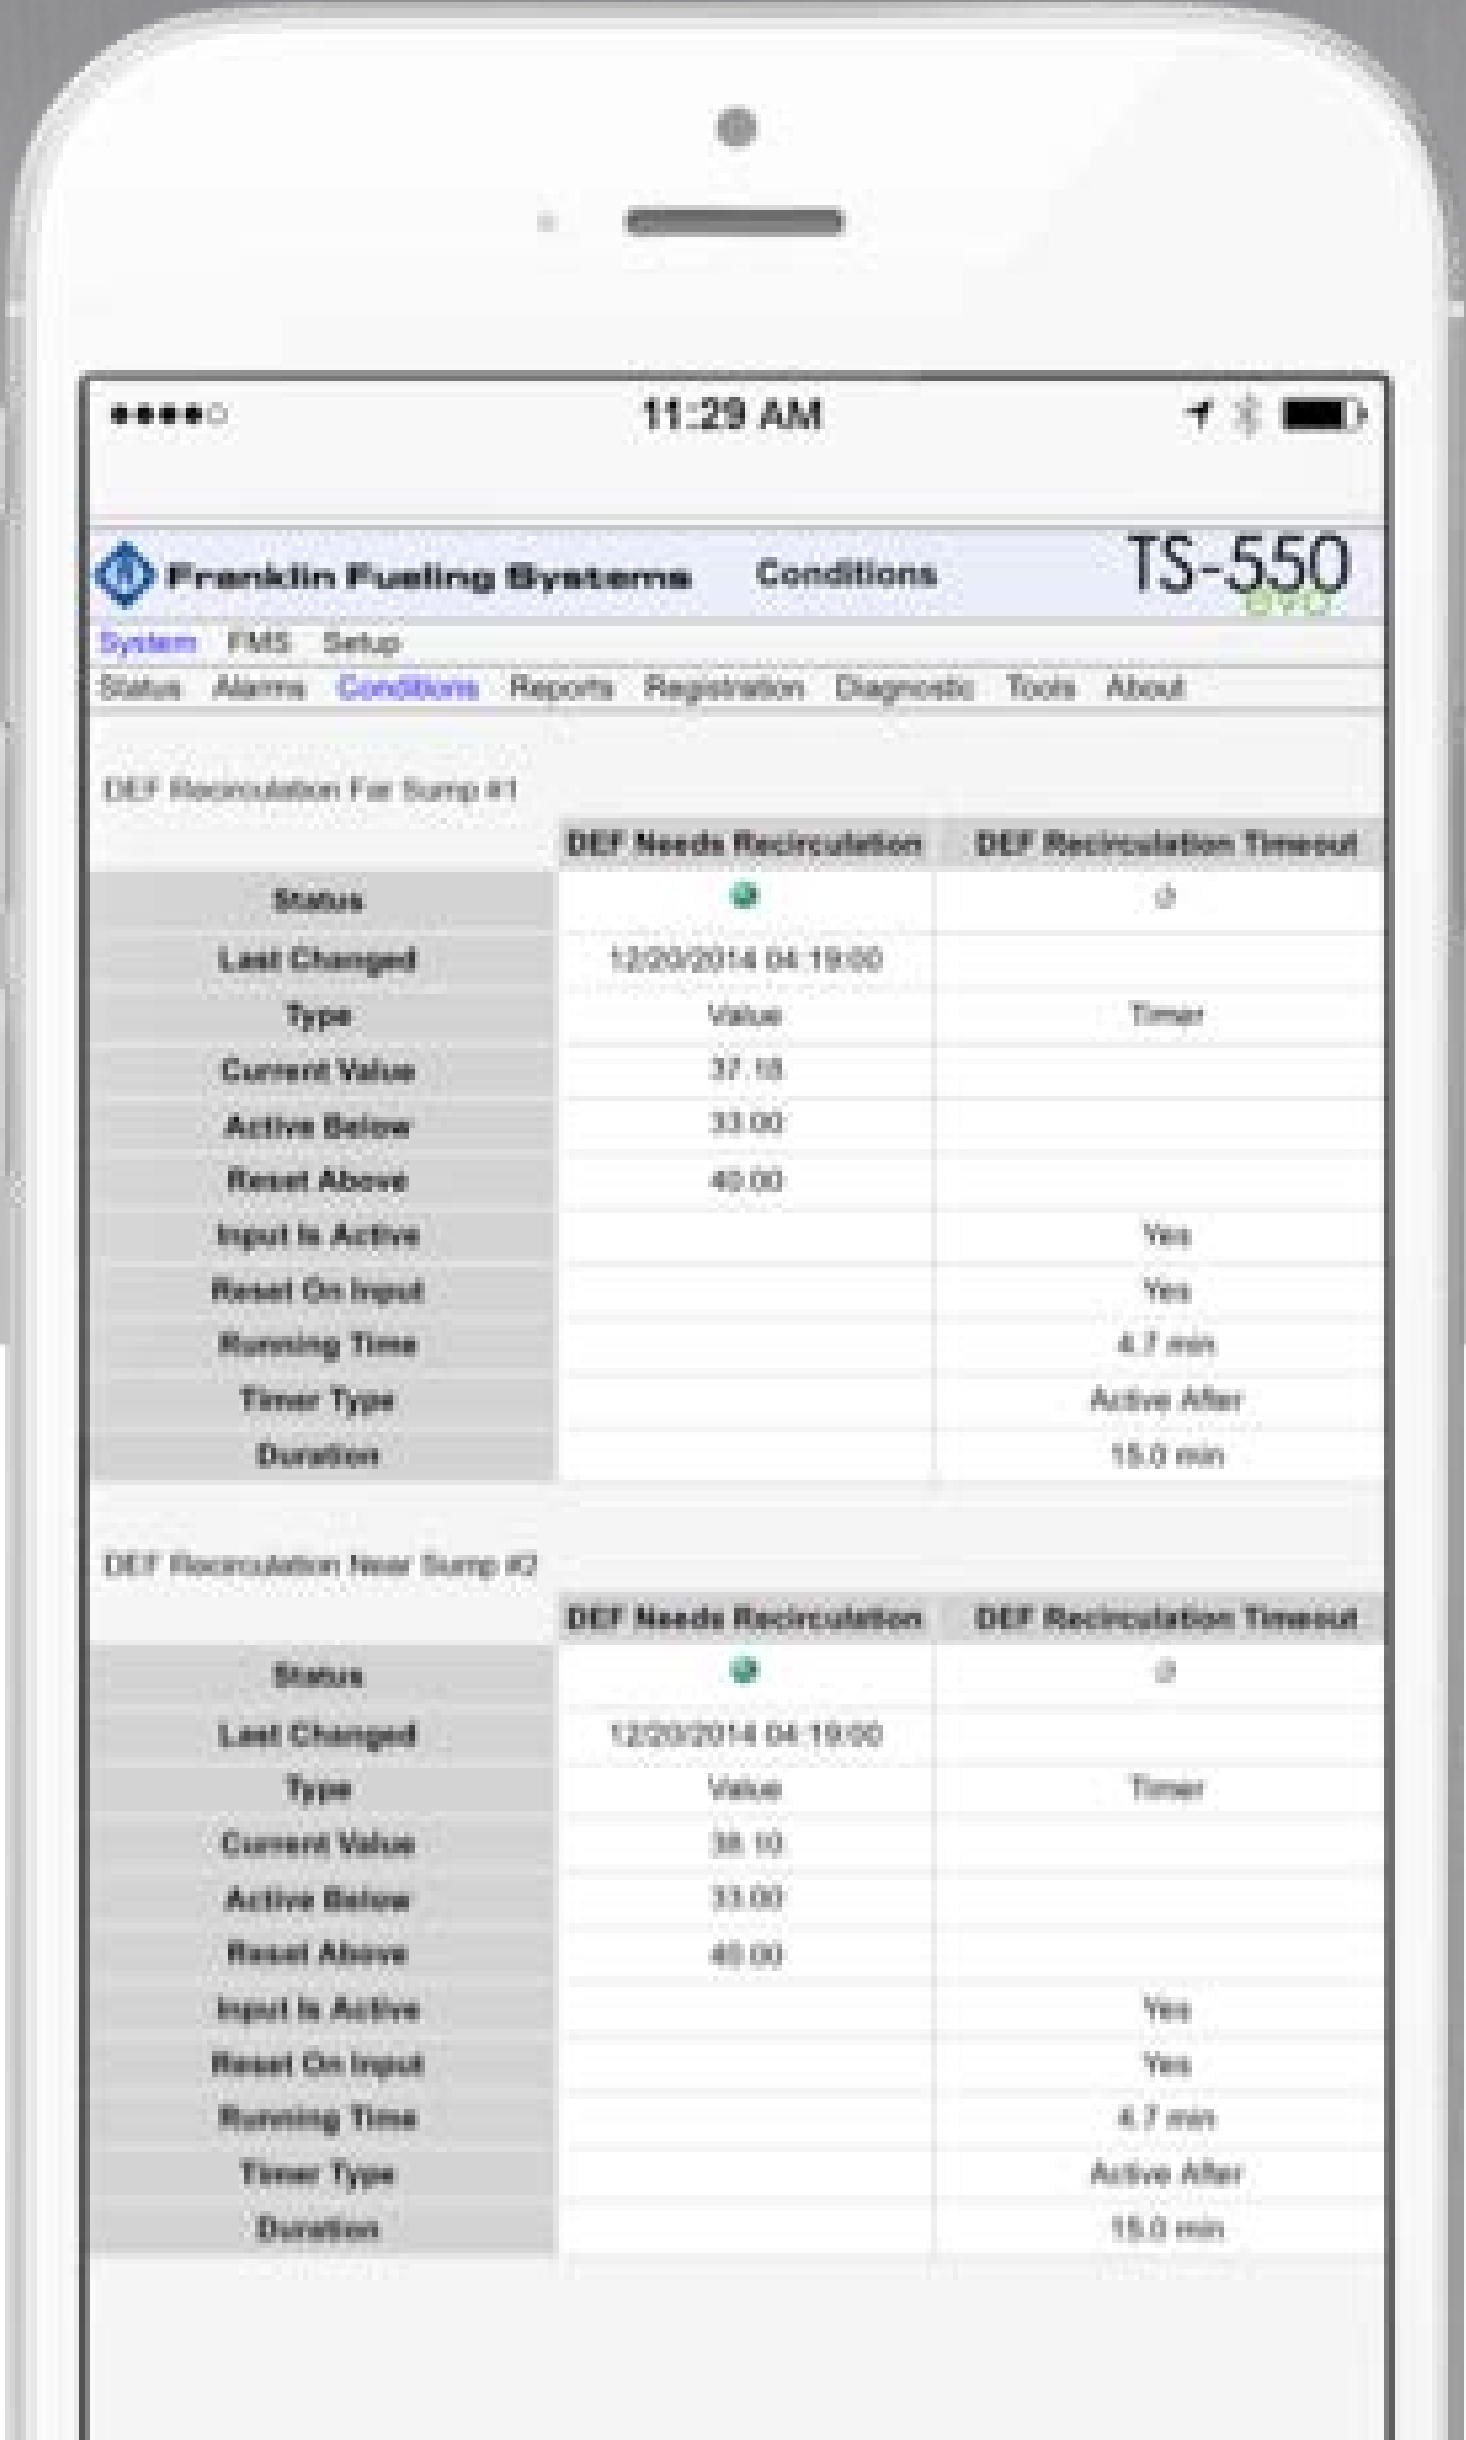 11:29 AM
Franklin Fueling Systems Conditions TS-550
evo
System FMS Setup
Status Alarms Conditions Reports Registration Diagnostic Tools About
DEF Recirculation Far Sump #1
DEF Needs Recirculation DEF Recirculation Timeout
Status
Last Changed 12/20/2014 04:19:00
Type Value Timer
Current Value 37.18
Active Below 33.00
Reset Above 40.00
Input Is Active Yes
Reset On Input Yes
Running Time 4.7 min
Timer Type Active After
Duration 15.0 min
DEF Recirculation Near Sump #2
DEF Needs Recirculation DEF Recirculation Timeout
Status
Last Changed 12/20/2014 04:19:00
Type Value Timer
Current Value 38.10
Active Below 33.00
Reset Above 40.00
Input Is Active Yes
Reset On Input Yes
Running Time 4.7 min
Timer Type Active After
Duration 15.0 min